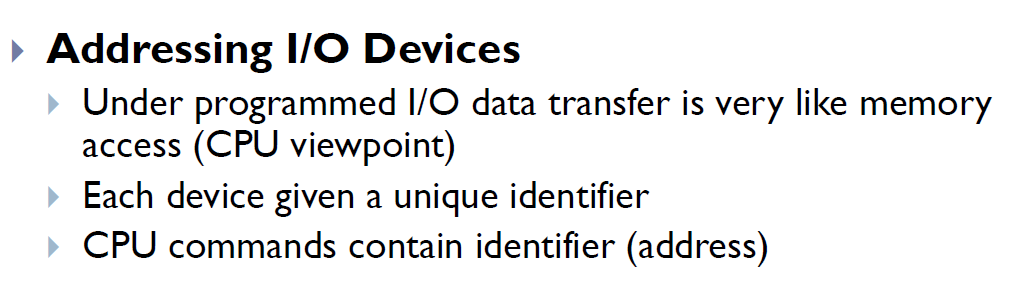 Addressing I/O Devices
Under programmed I/O data transfer is very like memory
access (CPU viewpoint)
Each device given a unique identifier
CPU commands contain identifier (address)